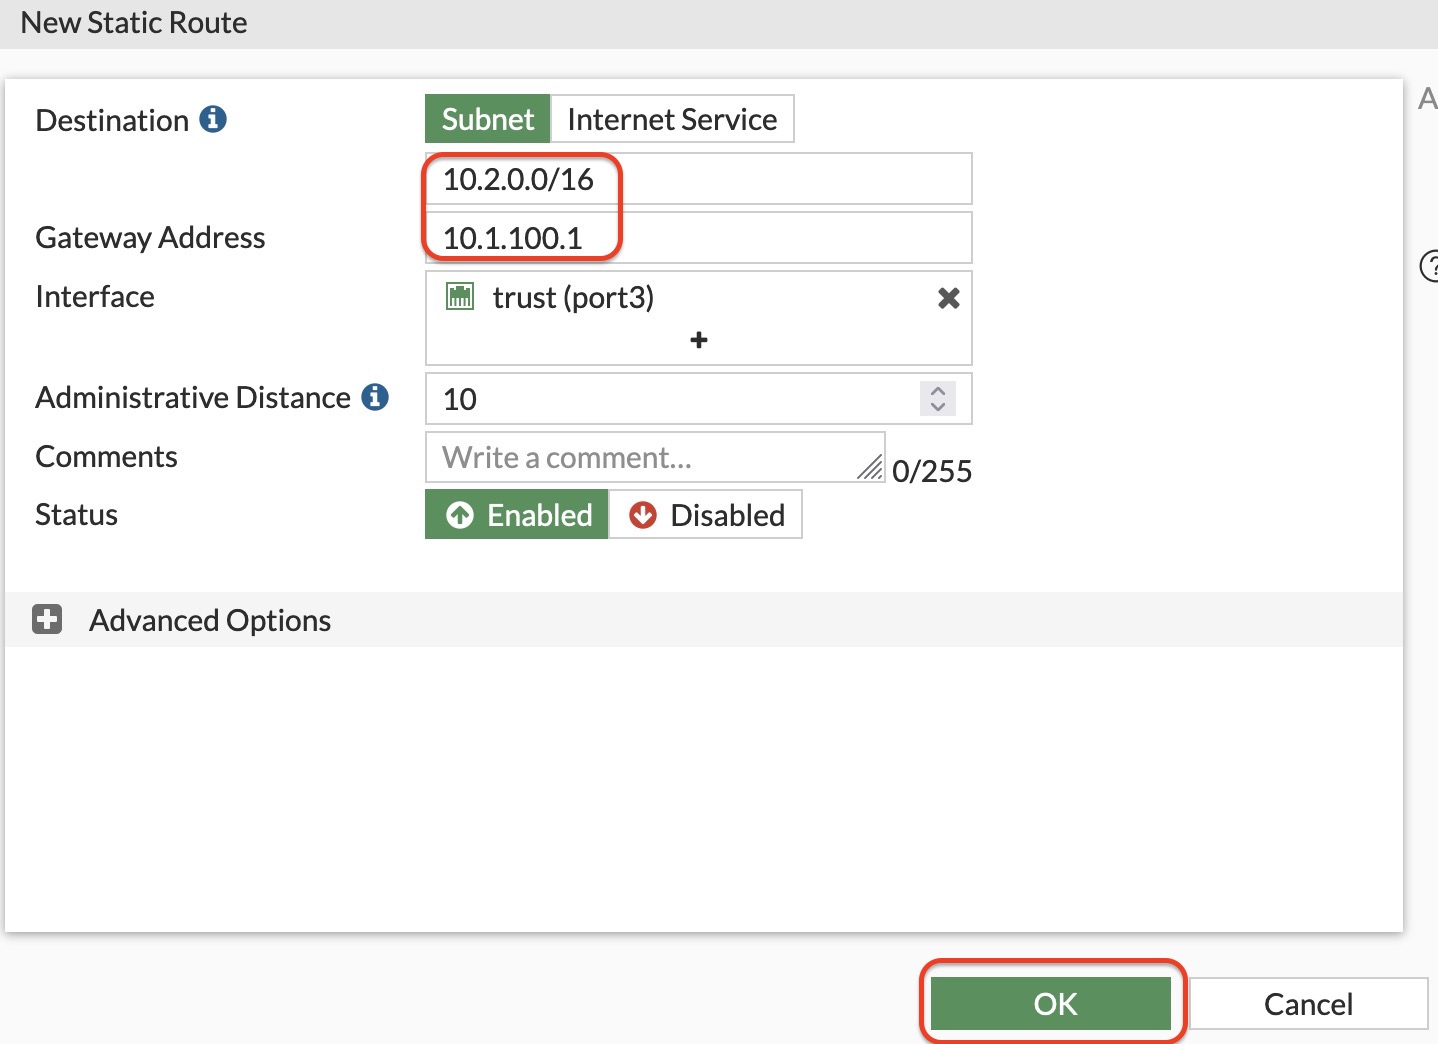 New Static Route
Destination
Subnet
Internet Service
10.2.0.0/16
Gateway Address
10.1.100.1
Interface
trust (port3)
Administrative Distance
10
Comments
Write a comment...
0/255
Status
Enabled
Disabled
Advanced Options
OK
Cancel
A